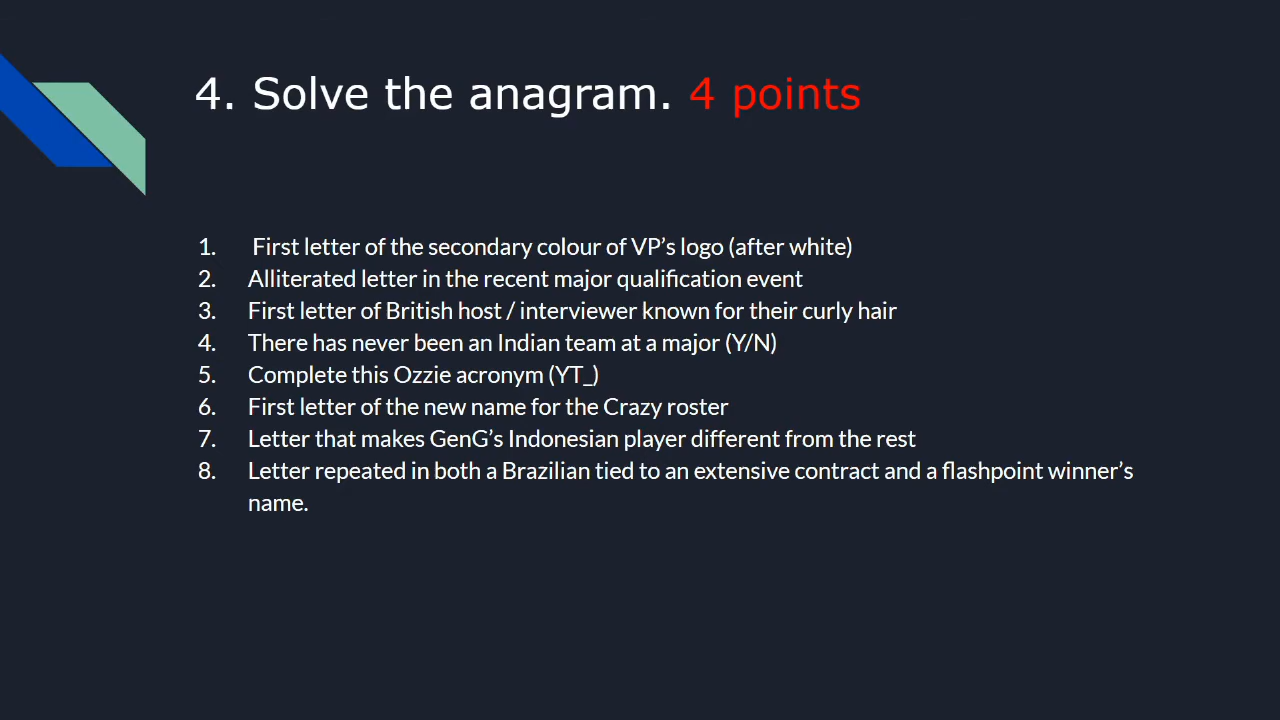 4. Solve the anagram. 4 points
1. First letter of the secondary colour of VP’s logo (after white)
2. Alliterated letter in the recent major qualification event
3. First letter of British host / interviewer known for their curly hair
4. There has never been an Indian team at a major (Y/N)
5. Complete this Ozzie acronym (YT_)
6. First letter of the new name for the Crazy roster
7. Letter that makes GenG’s Indonesian player different from the rest
8. Letter repeated in both a Brazilian tied to an extensive contract and a flashpoint winner’s
name.